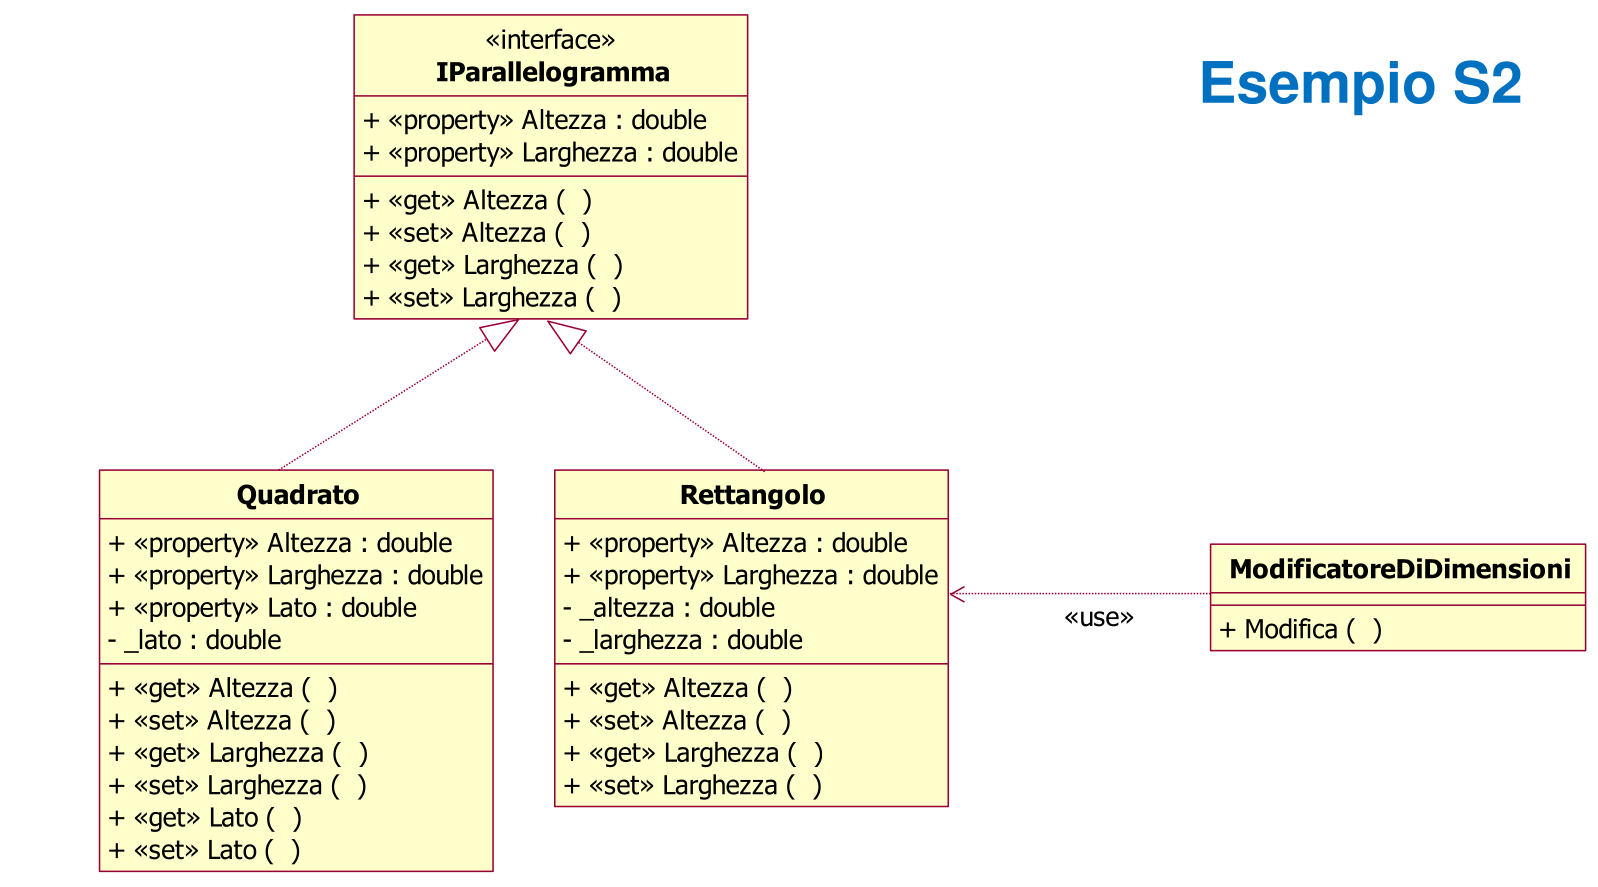 Esempio S2
«interface»
IParallelogramma
+ «property» Altezza : double
+ «property» Larghezza : double
+ «get» Altezza (  )
+ «set» Altezza (  )
+ «get» Larghezza (  )
+ «set» Larghezza (  )
Quadrato
+ «property» Altezza : double
+ «property» Larghezza : double
+ «property» Lato : double
- _lato : double
+ «get» Altezza (  )
+ «set» Altezza (  )
+ «get» Larghezza (  )
+ «set» Larghezza (  )
+ «get» Lato (  )
+ «set» Lato (  )
Rettangolo
+ «property» Altezza : double
+ «property» Larghezza : double
- _altezza : double
- _larghezza : double
+ «get» Altezza (  )
+ «set» Altezza (  )
+ «get» Larghezza (  )
+ «set» Larghezza (  )
«use»
ModificatoreDiDimensioni
+ Modifica (  )